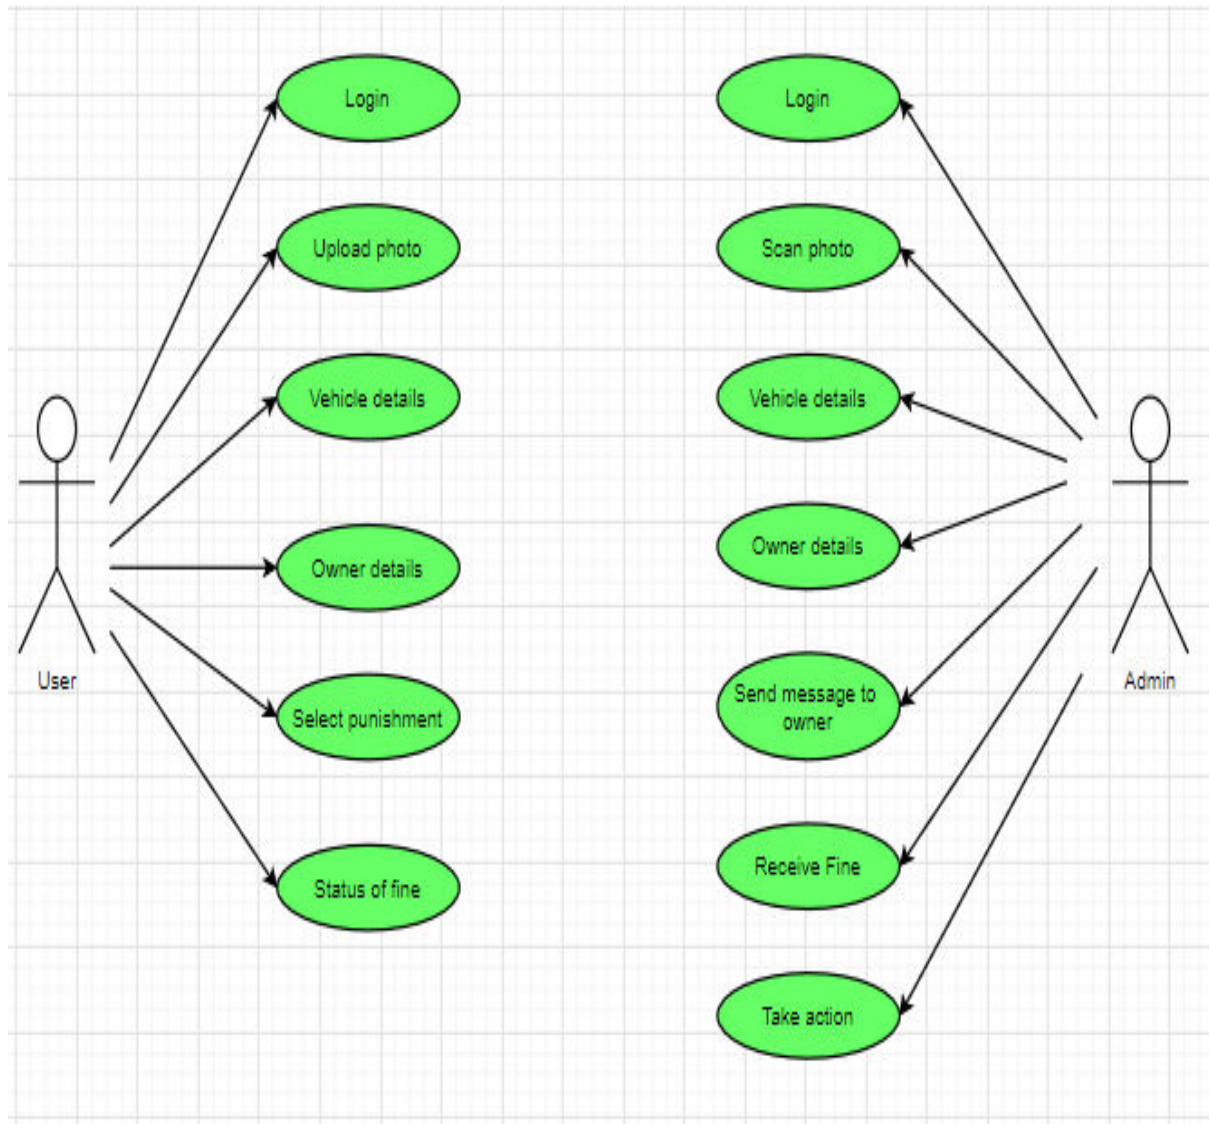 Login
Upload photo
Vehicle details
Owner details
Select punishment
Status of fine
User
Login
Scan photo
Vehicle details
Owner details
Send message to
owner
Receive Fine
Take action
Admin